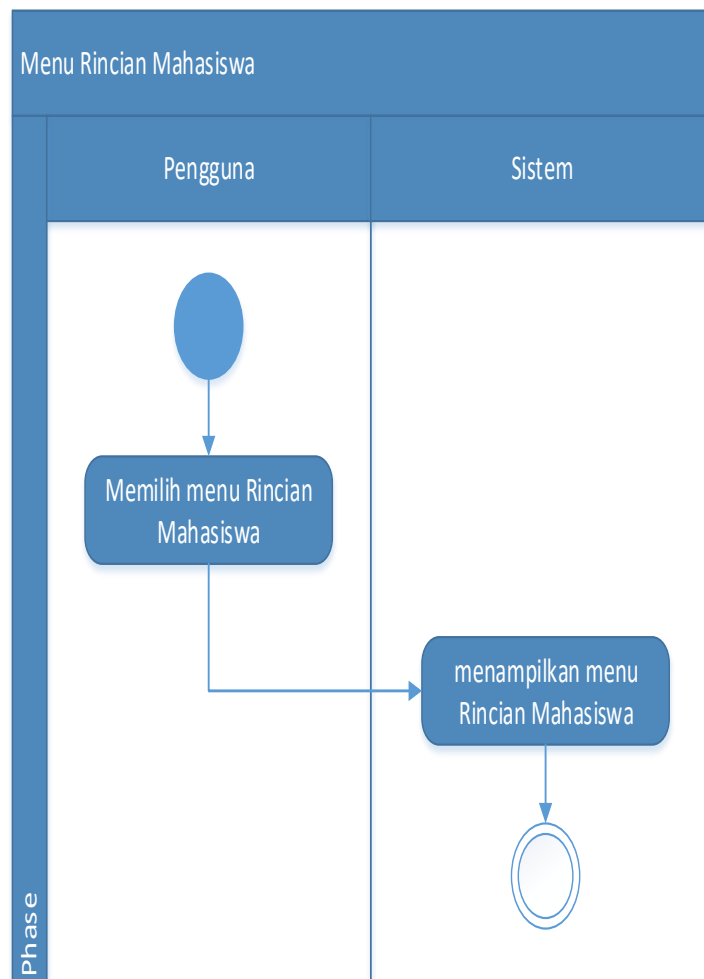 Menu Rincian Mahasiswa
Pengguna
Sistem
Memilih menu Rincian
Mahasiswa
menampilkan menu
Rincian Mahasiswa
Phase